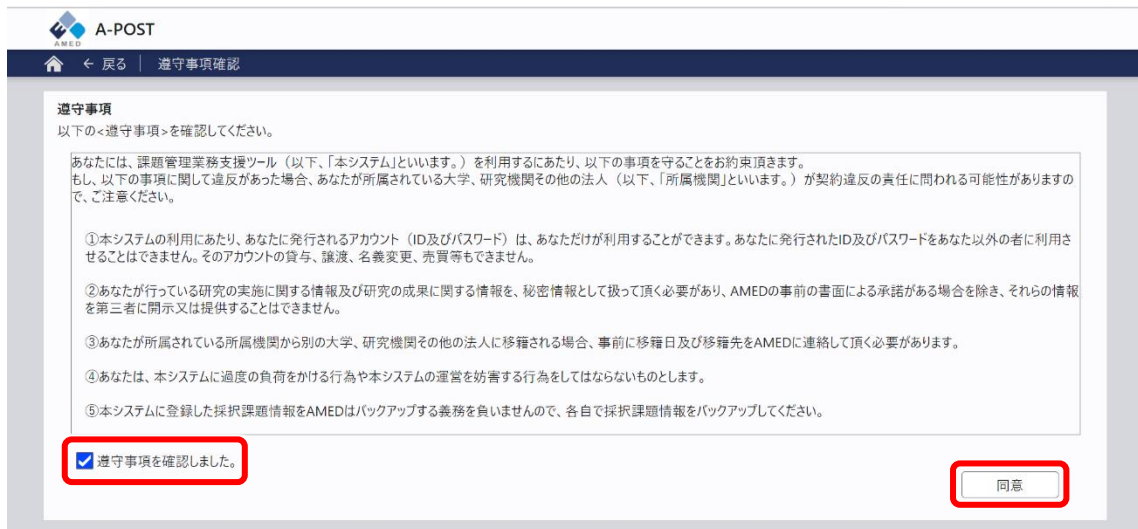 AMED
A-POST
← 戻る | 遵守事項確認
遵守事項
以下の<遵守事項>を確認してください。
あなたには、課題管理業務支援ツール（以下、「本システム」といいます。）を利用するにあたり、以下の事項を守ることをお約束頂きます。
もし、以下の事項に関して違反があった場合、あなたが所属されている大学、研究機関その他の法人（以下、「所属機関」といいます。）が契約違反の責任に問われる可能性がありますの
で、ご注意ください。
①本システムの利用にあたり、あなたに発行されるアカウント（ID及びパスワード）は、あなただけが利用することができます。あなたに発行されたID及びパスワードをあなた以外の者に利用さ
せることはできません。そのアカウントの貸与、譲渡、名義変更、売買等もできません。
②あなたが行っている研究の実施に関する情報及び研究の成果に関する情報を、秘密情報として扱って頂く必要があり、AMEDの事前の書面による承諾がある場合を除き、それらの情報
を第三者に開示又は提供することはできません。
③あなたが所属されている所属機関から別の大学、研究機関その他の法人に移籍される場合、事前に移籍日及び移籍先をAMEDに連絡して頂く必要があります。
④あなたは、本システムに過度の負荷をかける行為や本システムの運営を妨害する行為をしてはならないものとします。
⑤本システムに登録した採択課題情報をAMEDはバックアップする義務を負いませんので、各自で採択課題情報をバックアップしてください。
遵守事項を確認しました。
同意